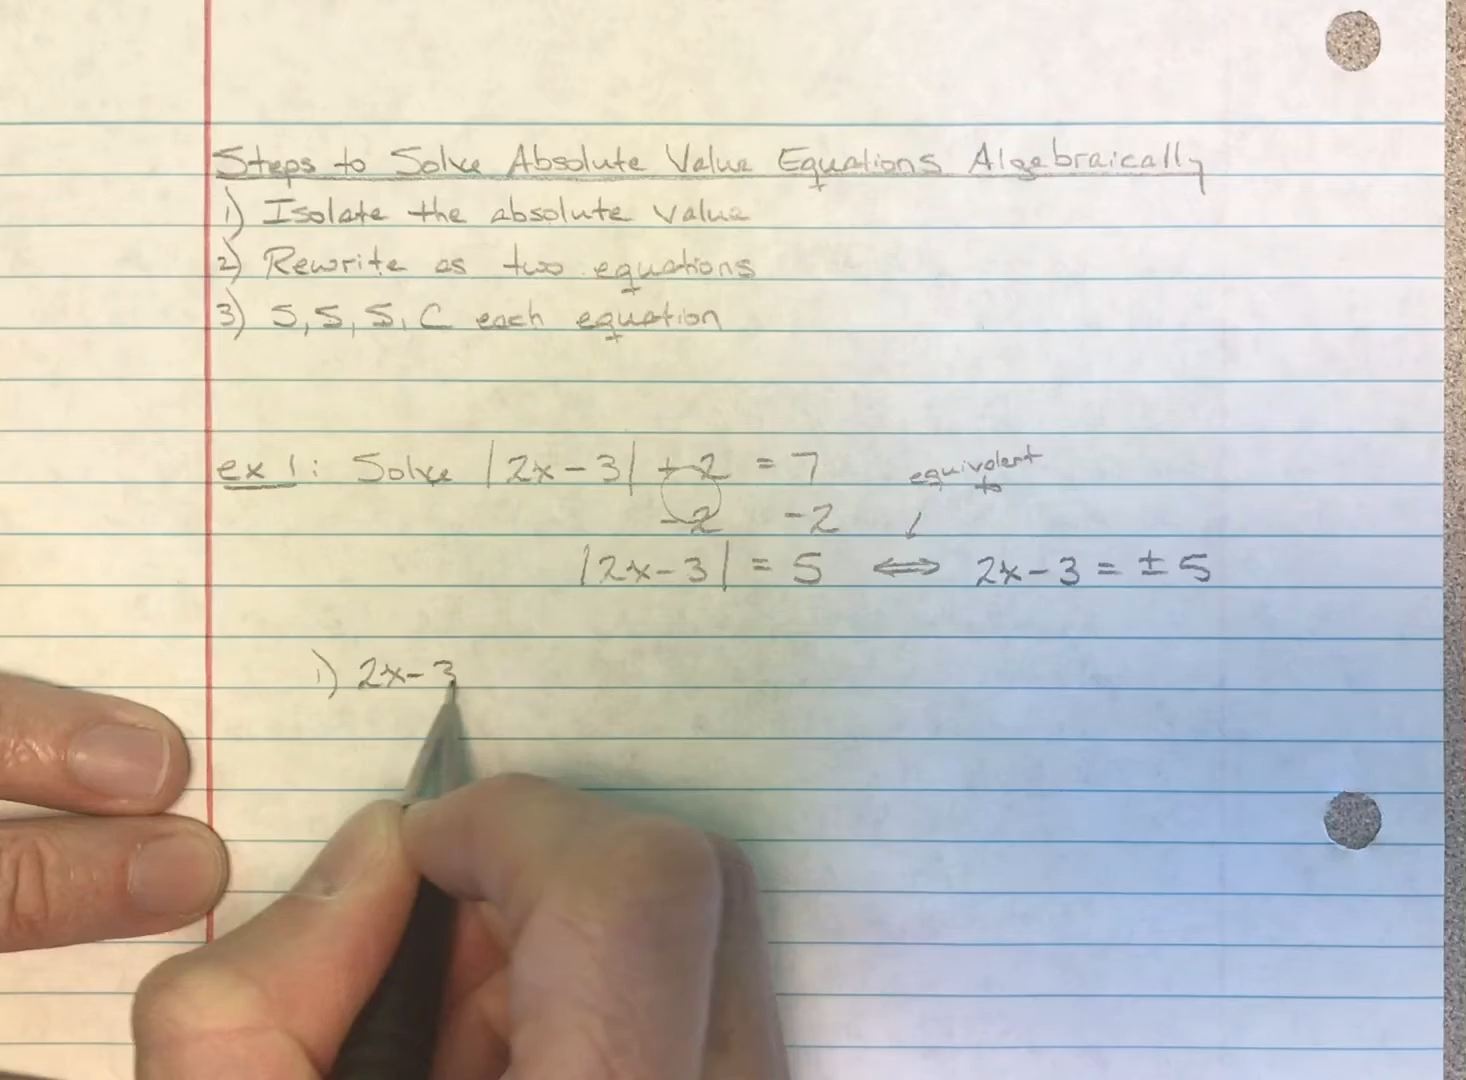 Steps to Solve Absolute Value Equations Algebraically
1) Isolate the absolute value
2) Rewrite as two equations
3) S, S, S, C each equation
ex 1: Solve |2x-3| + 2 = 7
equivalent
to
-2 -2
|2x-3| = 5 ⟺ 2x-3 = ±5
1) 2x-3